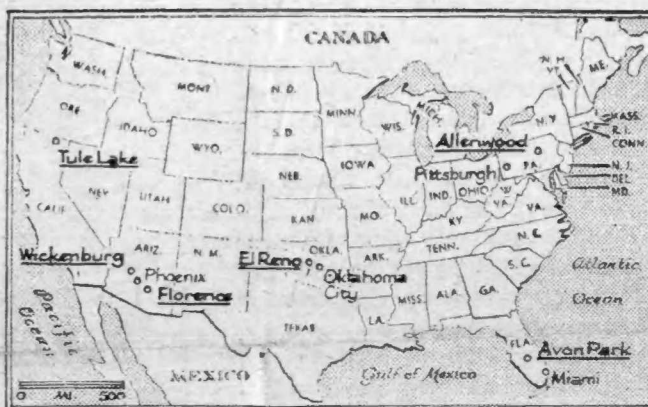 CANADA
WASH.
MONT.
N. D.
MINN.
MICH.
N. H.
VT.
ME.
ORE.
IDAHO
WYO.
S. D.
WIS.
N.Y.
MASS.
R. I.
CONN.
Tule Lake
Allenwood
Pittsburgh
PA.
N. J.
DEL.
MD.
NEV.
UTAH
COLO.
NEB.
IOWA
ILL.
IND.
OHIO
W. VA.
VA.
CALIF.
KAN.
MO.
KY.
N. C.
TENN.
S. C.
Wickenburg
ARIZ.
N. M.
El Reno
OKLA.
ARK.
Phoenix
Florence
Oklahoma
City
MISS.
ALA.
GA.
Atlantic
Ocean
Pacific
Ocean
TEXAS
LA.
FLA.
Avon Park
Miami
MEXICO
Gulf of Mexico
0 MI. 500